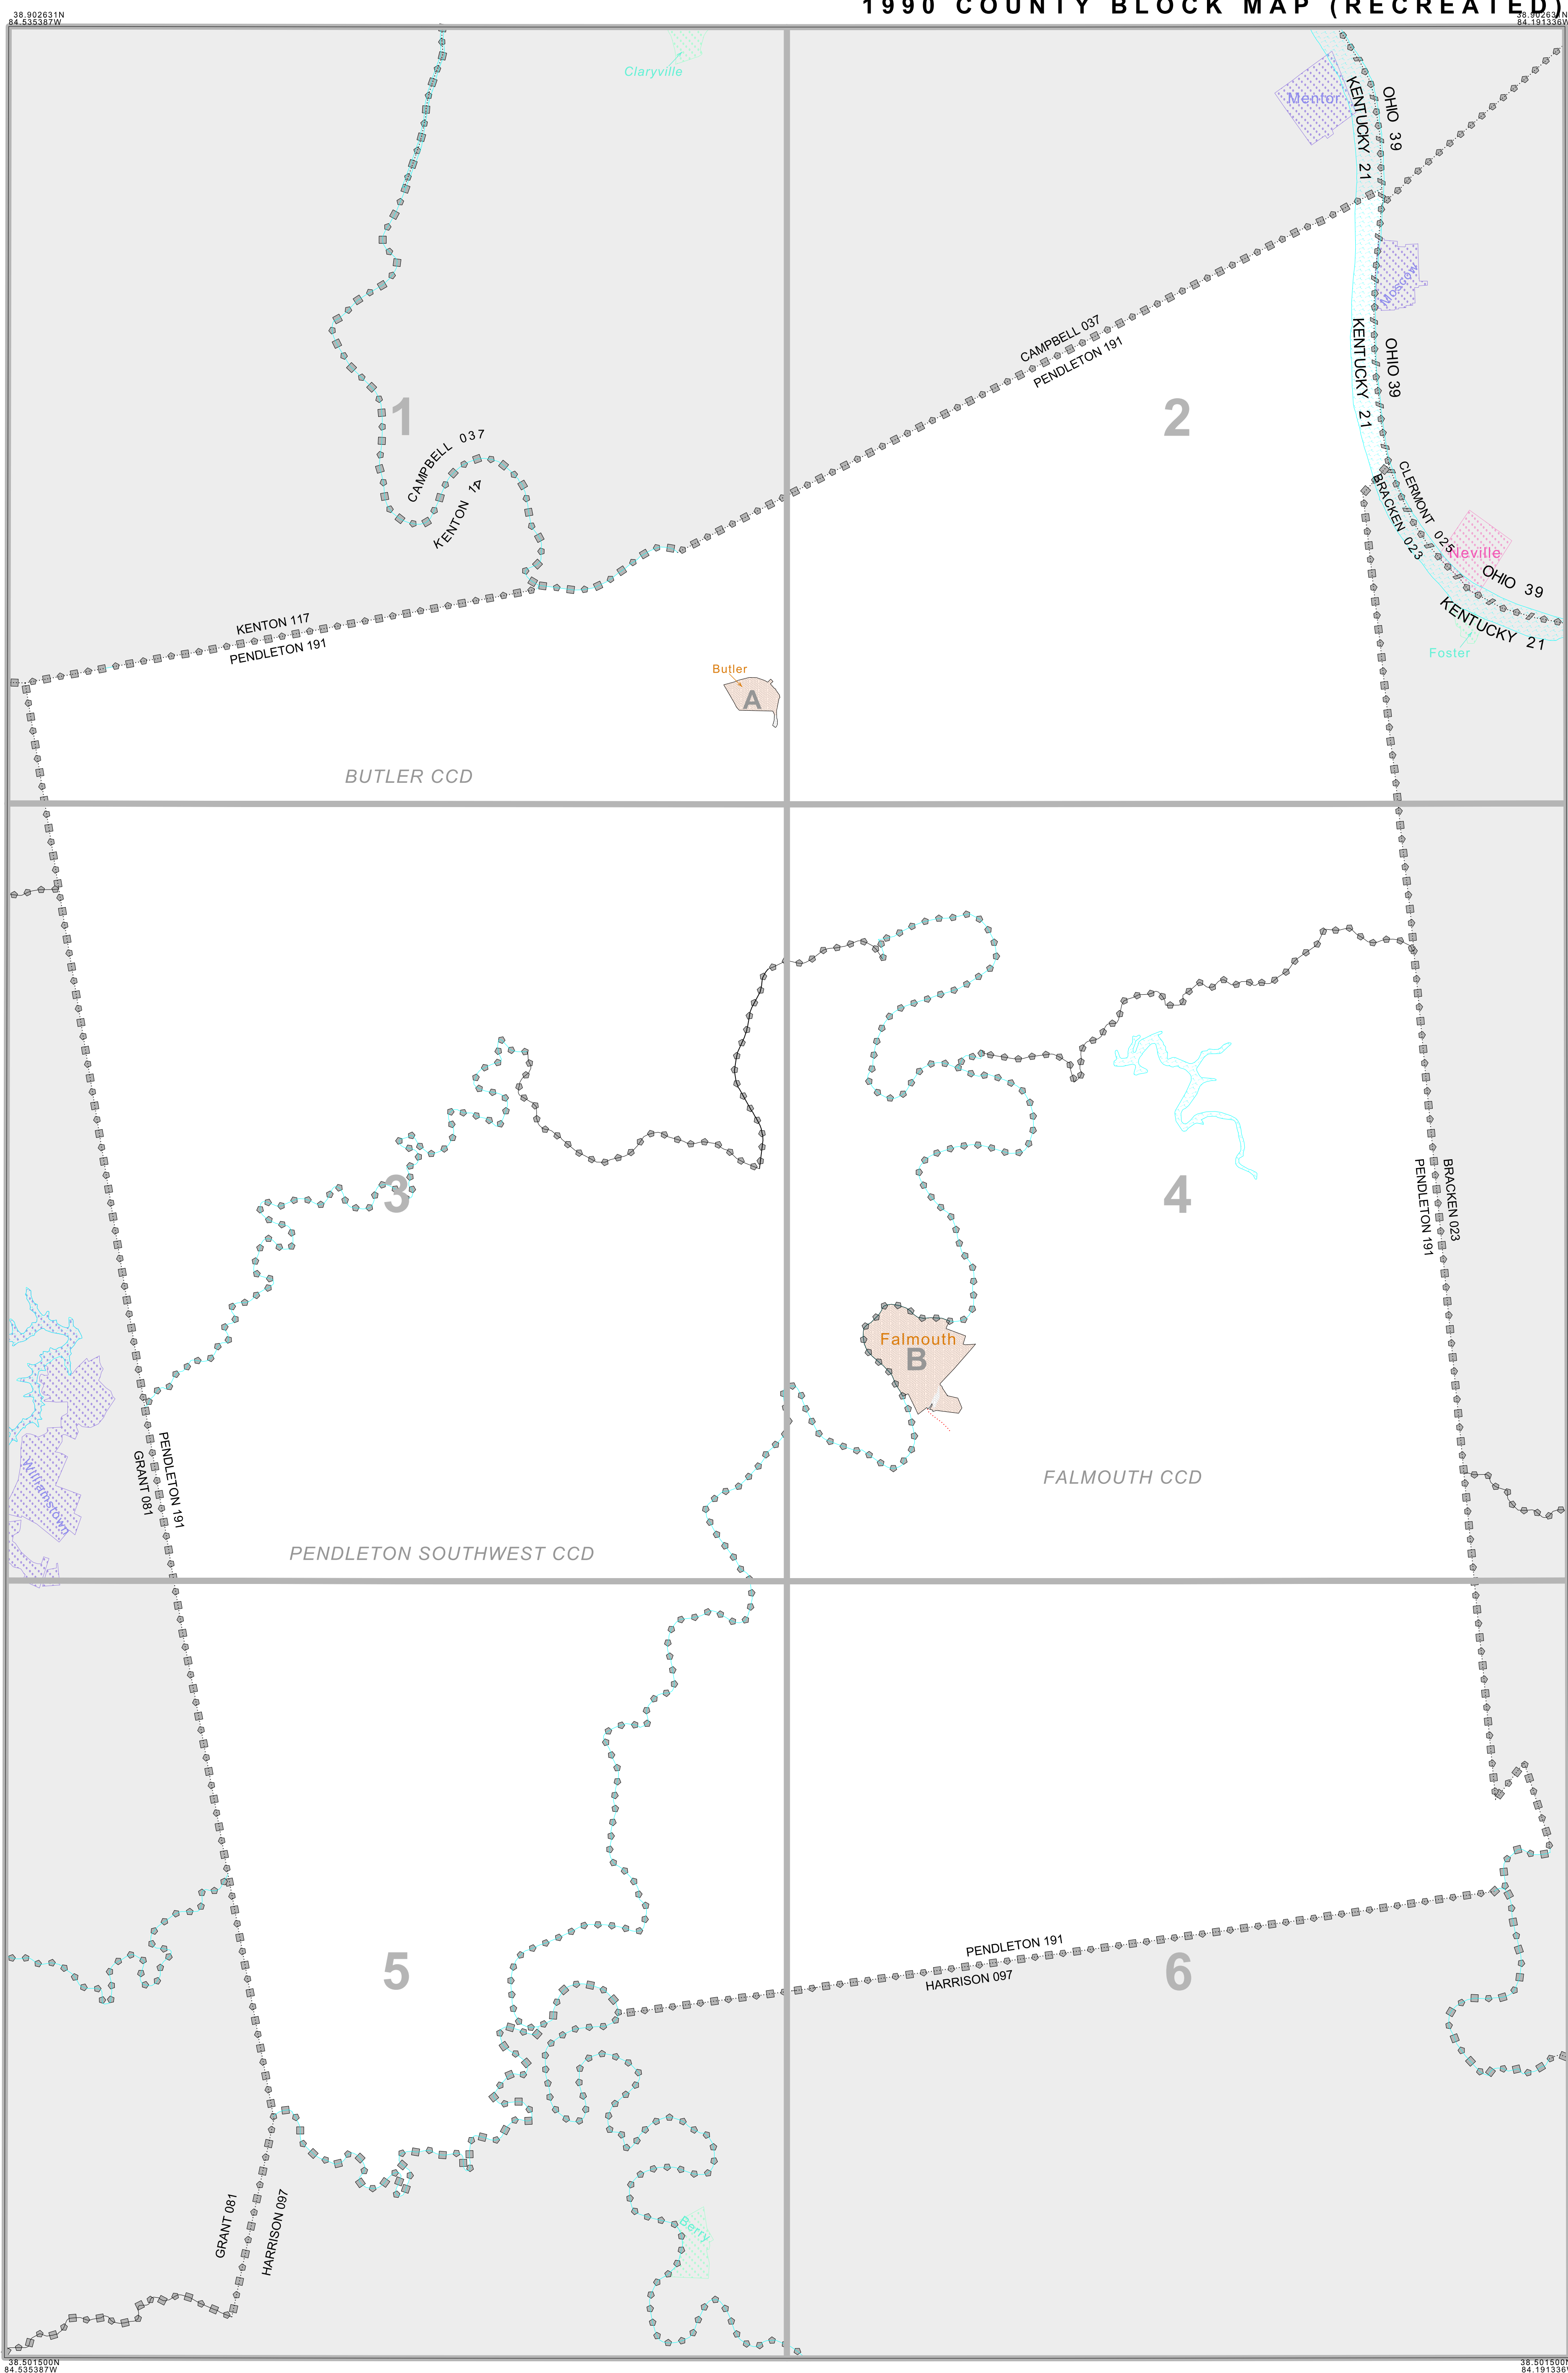 1990 COUNTY BLOCK MAP (RECREATED)
38.902631N
84.535387W
38.902631N
84.191336W
Claryville
Mentor
KENTUCKY 21
OHIO 39
Moscow
CAMPBELL 037
PENDLETON 191
KENTUCKY 21
OHIO 39
1
2
CAMPBELL 037
KENTON
CLERMONT 025
BRACKEN 023
Neville
OHIO 39
KENTUCKY 21
Foster
KENTON 117
PENDLETON 191
Butler
A
BUTLER CCD
3
4
BRACKEN 023
PENDLETON 191
Falmouth
B
PENDLETON 191
GRANT 081
Williamstown
FALMOUTH CCD
PENDLETON SOUTHWEST CCD
5
6
PENDLETON 191
HARRISON 097
GRANT 081
HARRISON 097
Berry
38.501500N
84.535387W
38.501500N
84.191336W